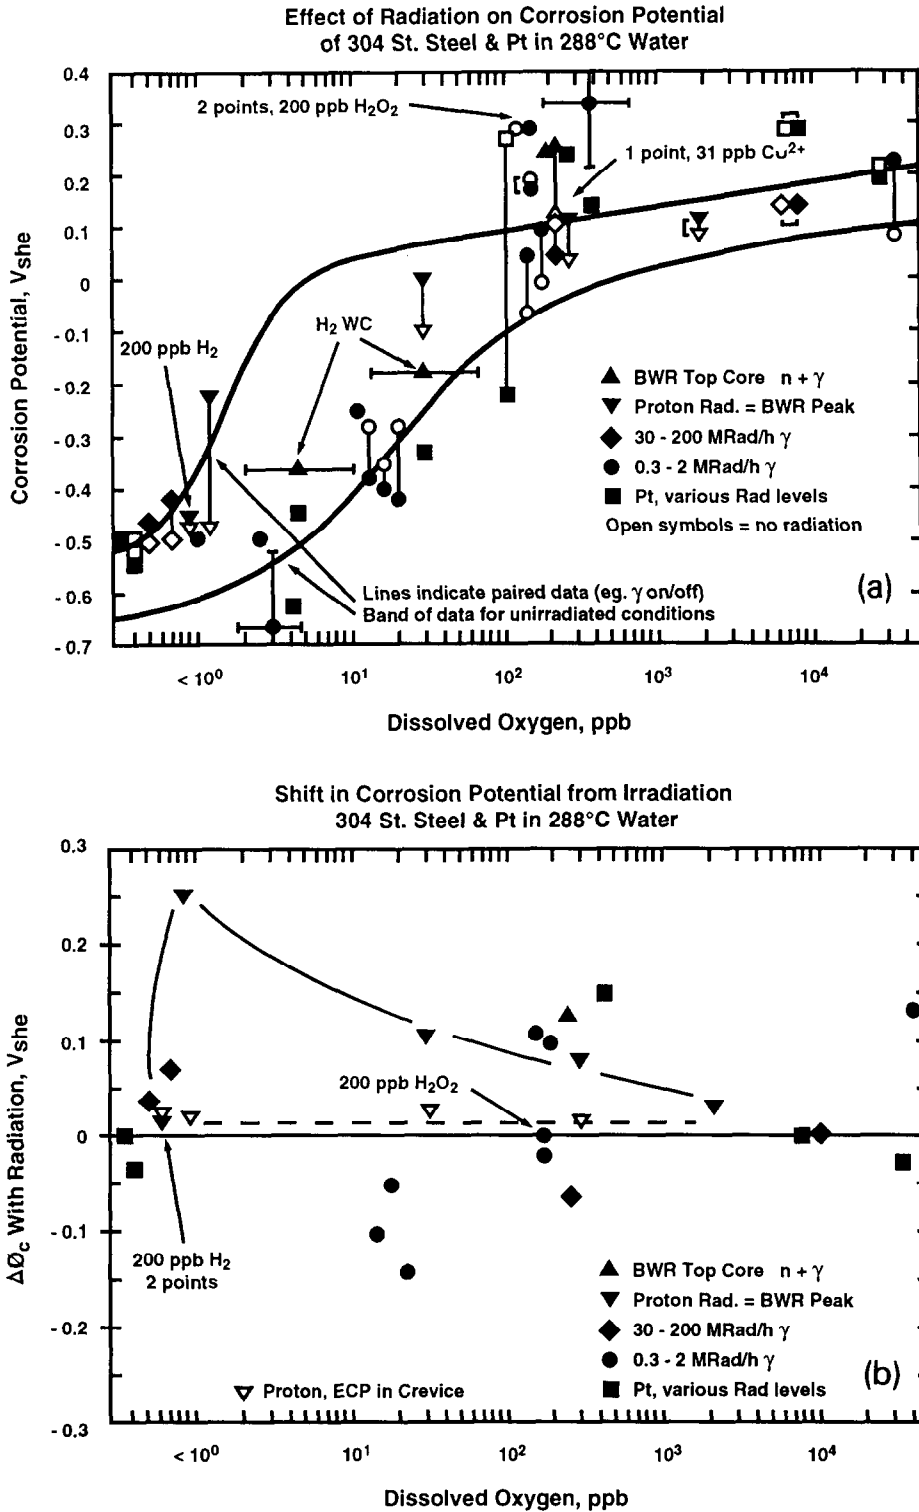 Effect of Radiation on Corrosion Potential
of 304 St. Steel & Pt in 288°C Water
Corrosion Potential, Vshe
0.4
0.3
0.2
0.1
0
- 0.1
- 0.2
- 0.3
- 0.4
- 0.5
- 0.6
- 0.7
2 points, 200 ppb H₂O₂
1 point, 31 ppb Cu²⁺
H₂ WC
200 ppb H₂
▲ BWR Top Core n + γ
▼ Proton Rad. = BWR Peak
◆ 30 - 200 MRad/h γ
● 0.3 - 2 MRad/h γ
■ Pt, various Rad levels
Open symbols = no radiation
Lines indicate paired data (eg. γ on/off)
Band of data for unirradiated conditions
(a)
< 10⁰ 10¹ 10² 10³ 10⁴
Dissolved Oxygen, ppb
Shift in Corrosion Potential from Irradiation
304 St. Steel & Pt in 288°C Water
ΔØc With Radiation, Vshe
0.3
0.2
0.1
0
- 0.1
- 0.2
- 0.3
200 ppb H₂O₂
200 ppb H₂
2 points
▲ BWR Top Core n + γ
▼ Proton Rad. = BWR Peak
◆ 30 - 200 MRad/h γ
● 0.3 - 2 MRad/h γ
■ Pt, various Rad levels
▽ Proton, ECP in Crevice
(b)
< 10⁰ 10¹ 10² 10³ 10⁴
Dissolved Oxygen, ppb